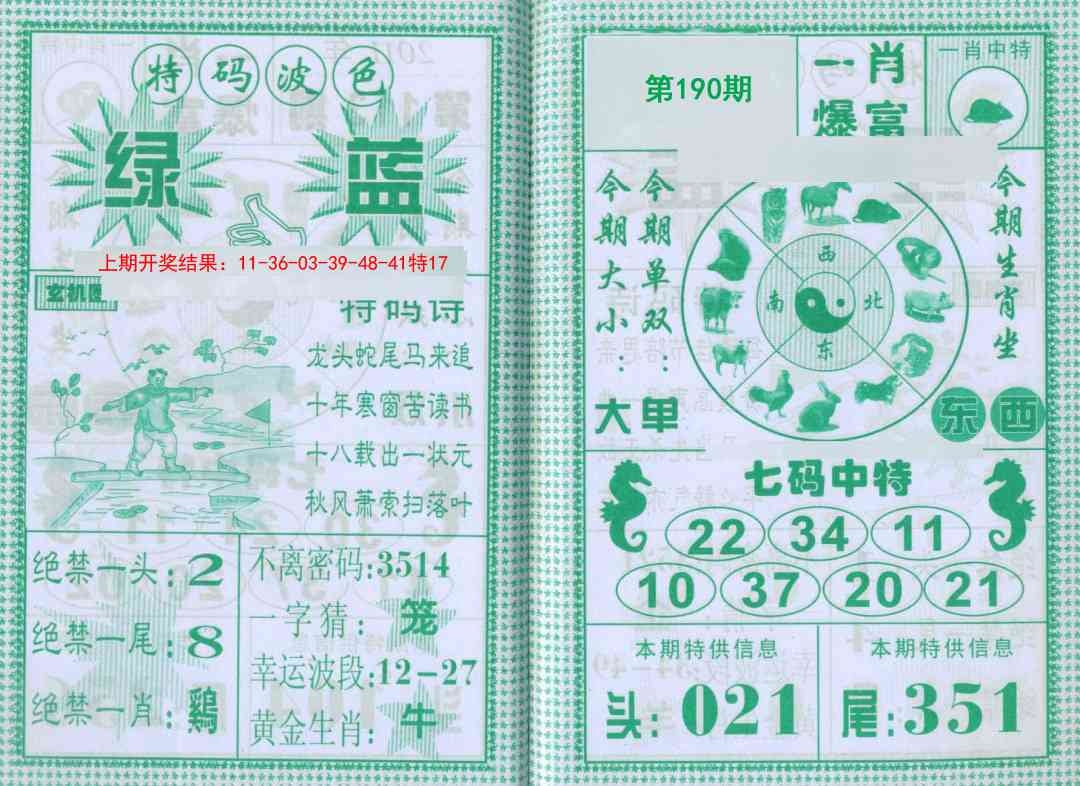 特码波色
绿 蓝
上期开奖结果：11-36-03-39-48-41特17
特码诗
龙头蛇尾马来追
十年寒窗苦读书
十八载出一状元
秋风萧索扫落叶
绝禁一头:2
绝禁一尾:8
绝禁一肖:鷄
不离密码:3514
一字猜：笼
幸运波段:12-27
黄金生肖：牛
第190期
一肖
爆富
一肖中特
今期大小：大
今期单双：单
西
南 北
东
今期生肖坐
东西
七码中特
22 34 11
10 37 20 21
本期特供信息
头：021
本期特供信息
尾：351